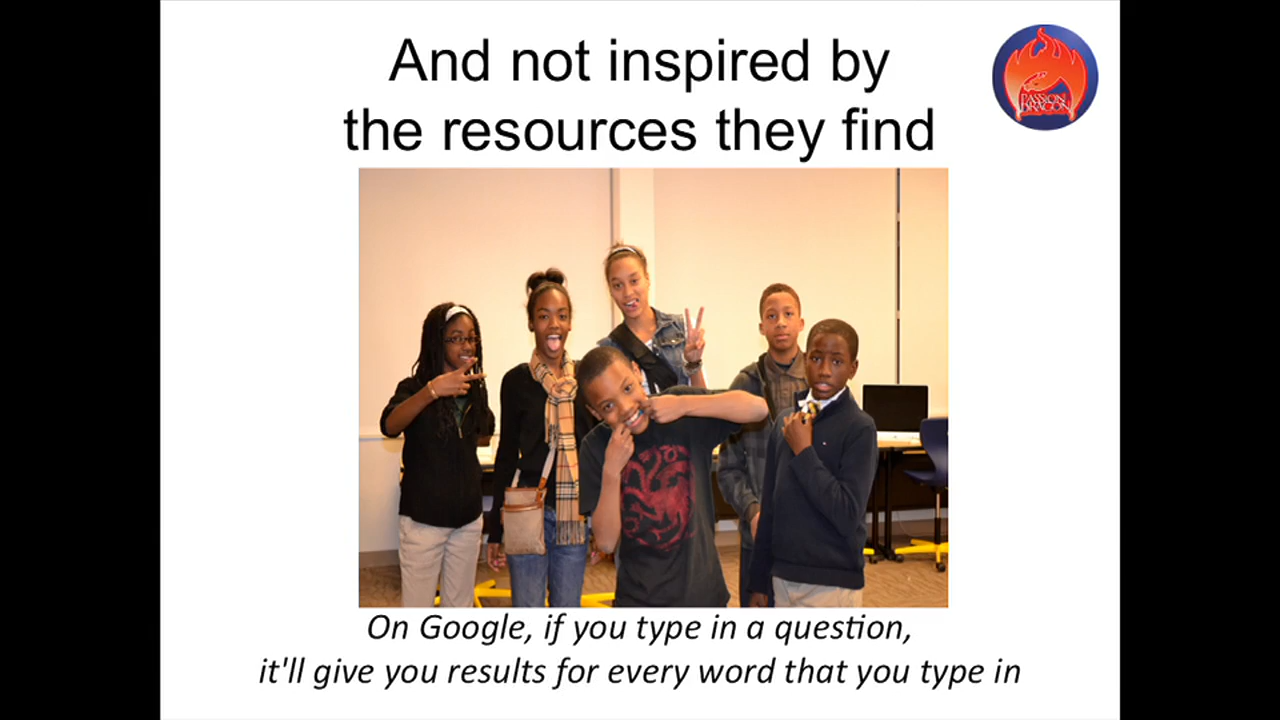 And not inspired by
the resources they find
PASSION
DRAGON
On Google, if you type in a question,
it'll give you results for every word that you type in